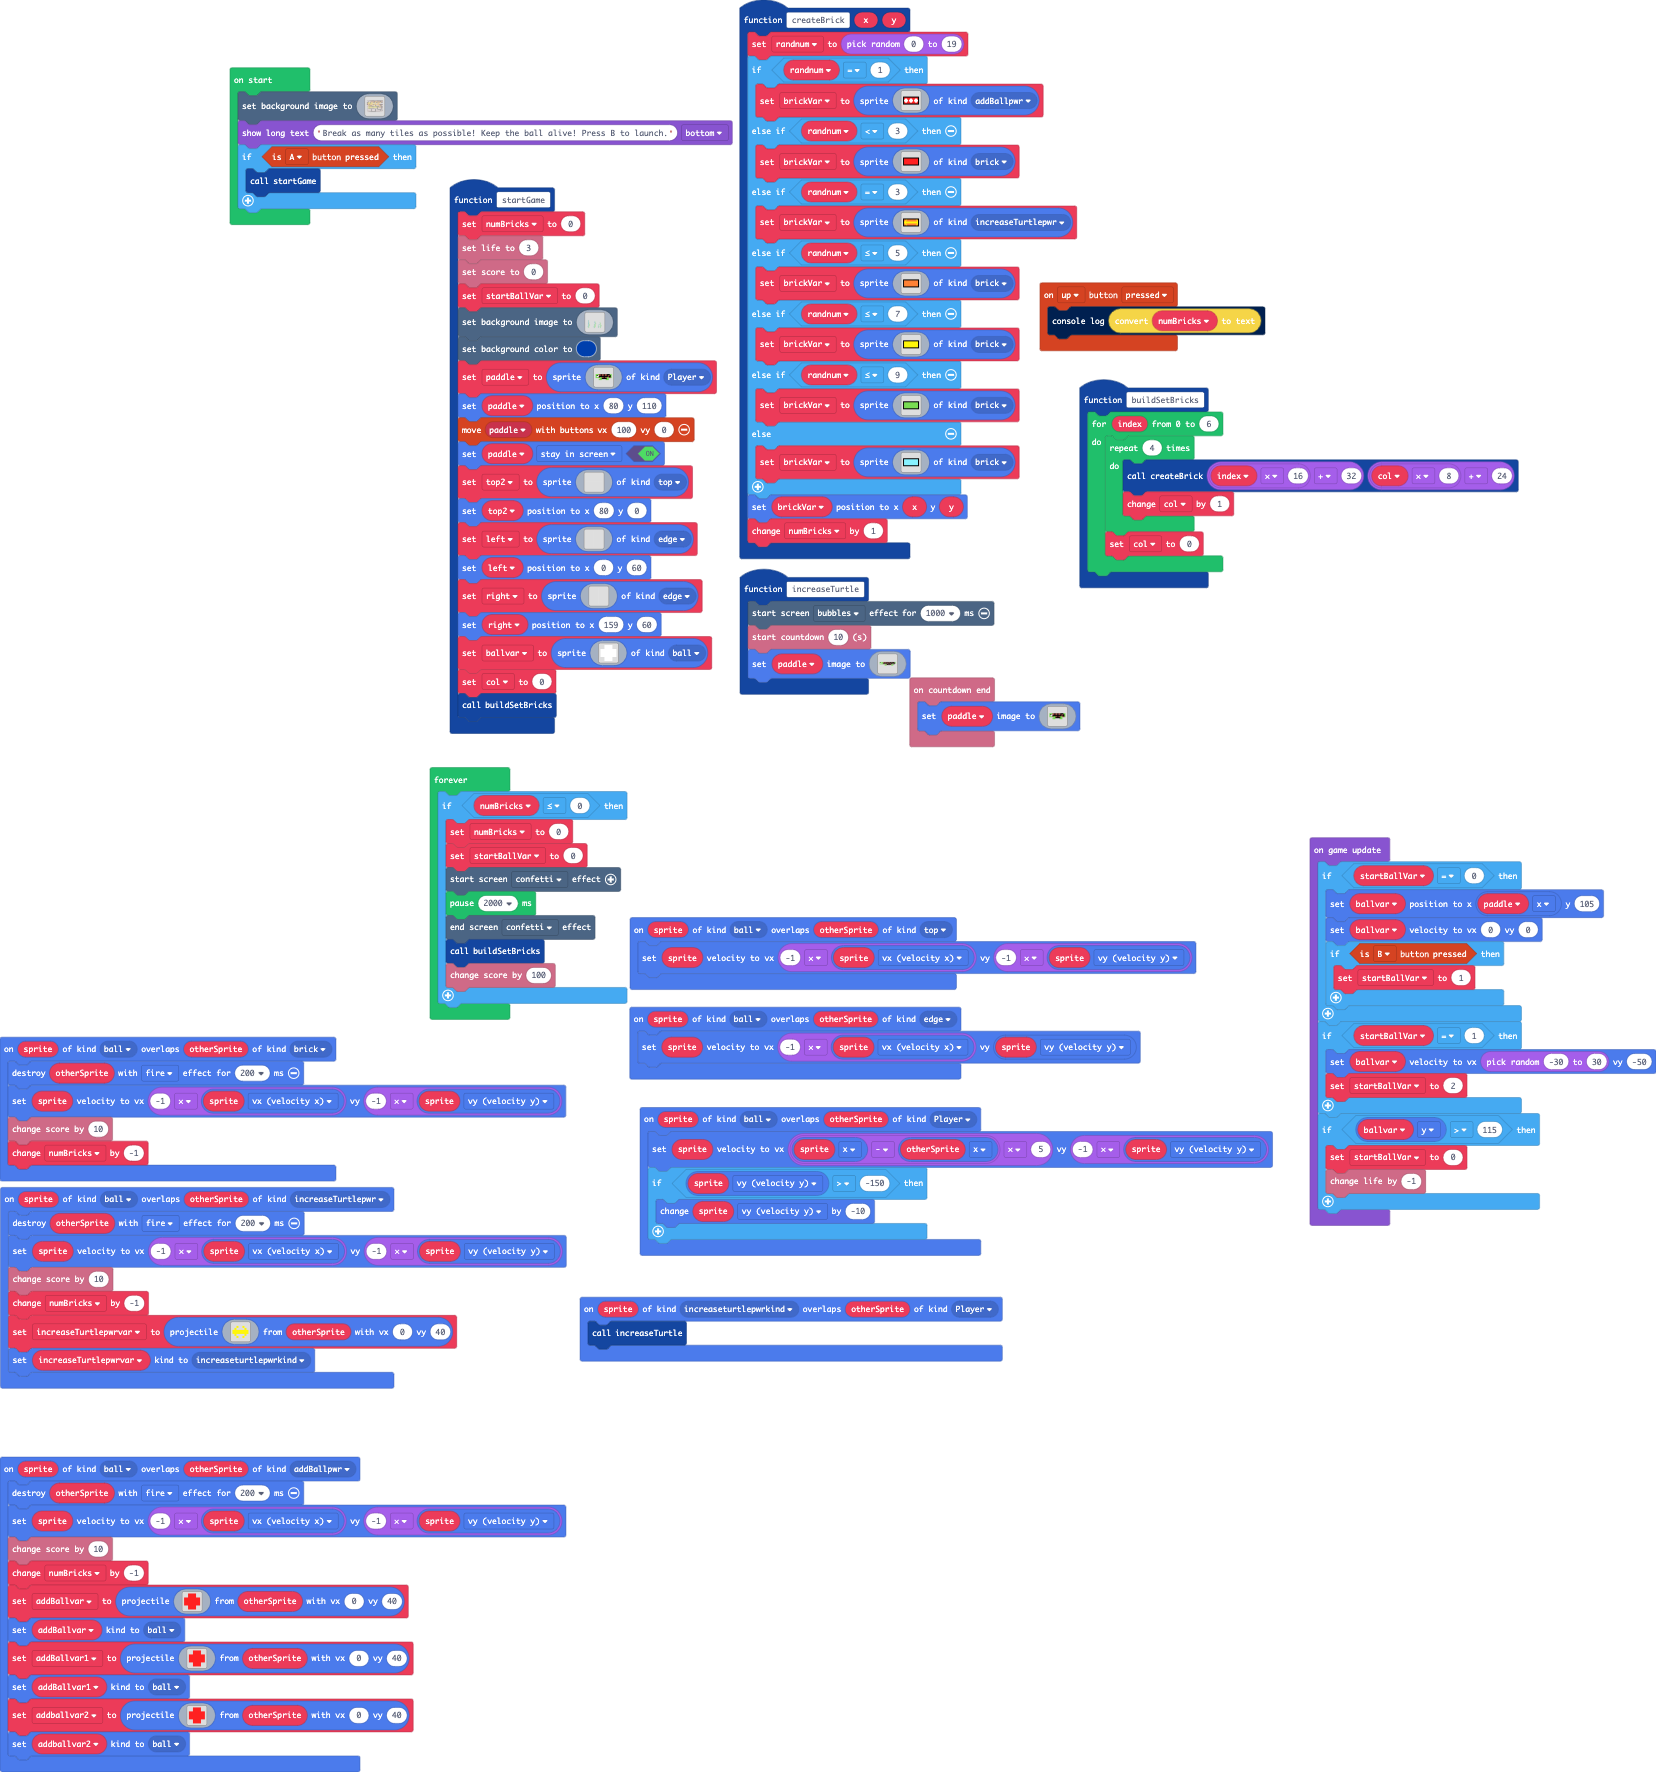 on start
set background image to
show long text "Break as many tiles as possible! Keep the ball alive! Press B to launch." bottom
if is A button pressed then
call startGame
function startGame
set numBricks to 0
set life to 3
set score to 0
set startBallVar to 0
set background image to
set background color to
set paddle to sprite of kind Player
set paddle position to x 80 y 110
move paddle with buttons vx 100 vy 0
set paddle stay in screen ON
set top2 to sprite of kind top
set top2 position to x 80 y 0
set left to sprite of kind edge
set left position to x 0 y 60
set right to sprite of kind edge
set right position to x 159 y 60
set ballvar to sprite of kind ball
set col to 0
call buildSetBricks
function createBrick x y
set randnum to pick random 0 to 19
if randnum = 1 then
set brickVar to sprite of kind addBallpwr
else if randnum < 3 then
set brickVar to sprite of kind brick
else if randnum = 3 then
set brickVar to sprite of kind increaseTurtlepwr
else if randnum ≤ 5 then
set brickVar to sprite of kind brick
else if randnum ≤ 7 then
set brickVar to sprite of kind brick
else if randnum ≤ 9 then
set brickVar to sprite of kind brick
else
set brickVar to sprite of kind brick
set brickVar position to x x y y
change numBricks by 1
on up button pressed
console log convert numBricks to text
function buildSetBricks
for index from 0 to 6
do repeat 4 times
do call createBrick index × 16 + 32 col × 8 + 24
change col by 1
set col to 0
function increaseTurtle
start screen bubbles effect for 1000 ms
start countdown 10 (s)
set paddle image to
on countdown end
set paddle image to
forever
if numBricks ≤ 0 then
set numBricks to 0
set startBallVar to 0
start screen confetti effect
pause 2000 ms
end screen confetti effect
call buildSetBricks
change score by 100
on game update
if startBallVar = 0 then
set ballvar position to x paddle x y 105
set ballvar velocity to vx 0 vy 0
if is B button pressed then
set startBallVar to 1
if startBallVar = 1 then
set ballvar velocity to vx pick random -30 to 30 vy -50
set startBallVar to 2
if ballvar y > 115 then
set startBallVar to 0
change life by -1
on sprite of kind ball overlaps otherSprite of kind top
set sprite velocity to vx -1 × sprite vx (velocity x) vy -1 × sprite vy (velocity y)
on sprite of kind ball overlaps otherSprite of kind edge
set sprite velocity to vx -1 × sprite vx (velocity x) vy sprite vy (velocity y)
on sprite of kind ball overlaps otherSprite of kind Player
set sprite velocity to vx sprite x - otherSprite x × 5 vy -1 × sprite vy (velocity y)
if sprite vy (velocity y) > -150 then
change sprite vy (velocity y) by -10
on sprite of kind increaseturtlepwrkind overlaps otherSprite of kind Player
call increaseTurtle
on sprite of kind ball overlaps otherSprite of kind brick
destroy otherSprite with fire effect for 200 ms
set sprite velocity to vx -1 × sprite vx (velocity x) vy -1 × sprite vy (velocity y)
change score by 10
change numBricks by -1
on sprite of kind ball overlaps otherSprite of kind increaseTurtlepwr
destroy otherSprite with fire effect for 200 ms
set sprite velocity to vx -1 × sprite vx (velocity x) vy -1 × sprite vy (velocity y)
change score by 10
change numBricks by -1
set increaseTurtlepwrvar to projectile from otherSprite with vx 0 vy 40
set increaseTurtlepwrvar kind to increaseturtlepwrkind
on sprite of kind ball overlaps otherSprite of kind addBallpwr
destroy otherSprite with fire effect for 200 ms
set sprite velocity to vx -1 × sprite vx (velocity x) vy -1 × sprite vy (velocity y)
change score by 10
change numBricks by -1
set addBallvar to projectile from otherSprite with vx 0 vy 40
set addBallvar kind to ball
set addBallvar1 to projectile from otherSprite with vx 0 vy 40
set addBallvar1 kind to ball
set addballvar2 to projectile from otherSprite with vx 0 vy 40
set addballvar2 kind to ball